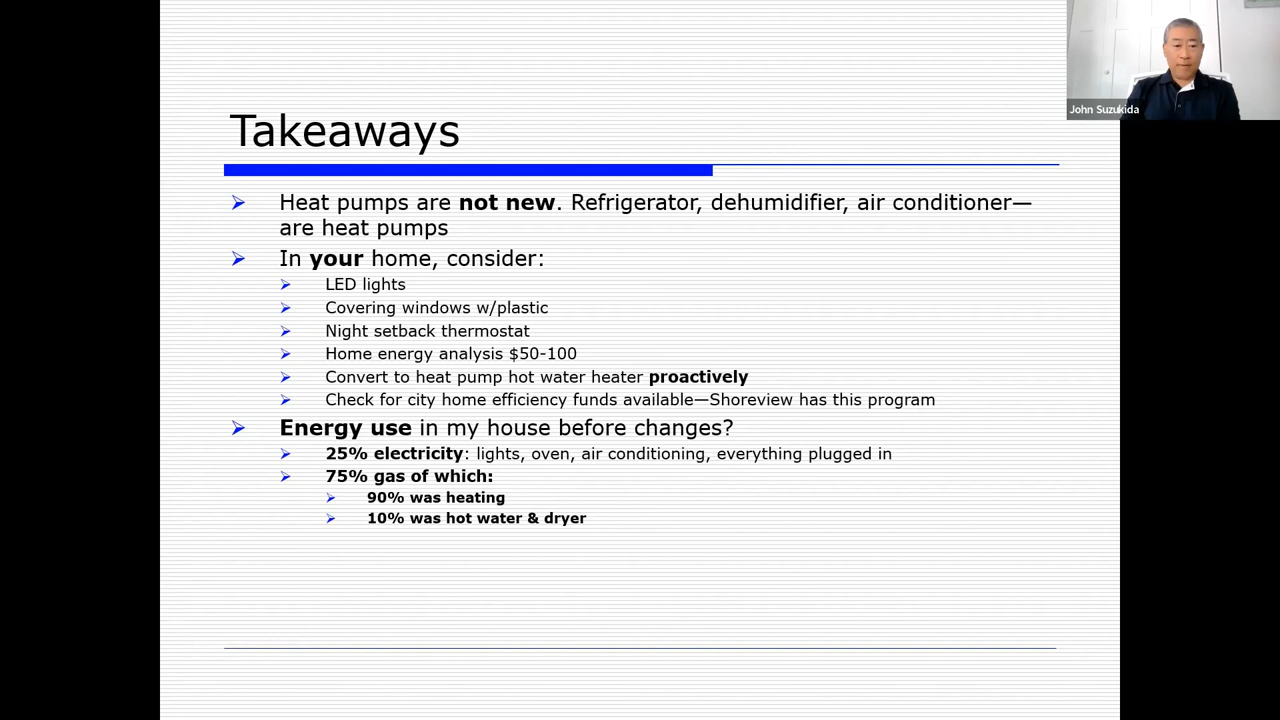 Takeaways
Heat pumps are not new. Refrigerator, dehumidifier, air conditioner—
are heat pumps
In your home, consider:
LED lights
Covering windows w/plastic
Night setback thermostat
Home energy analysis $50-100
Convert to heat pump hot water heater proactively
Check for city home efficiency funds available—Shoreview has this program
Energy use in my house before changes?
25% electricity: lights, oven, air conditioning, everything plugged in
75% gas of which:
90% was heating
10% was hot water & dryer
John Suzukida